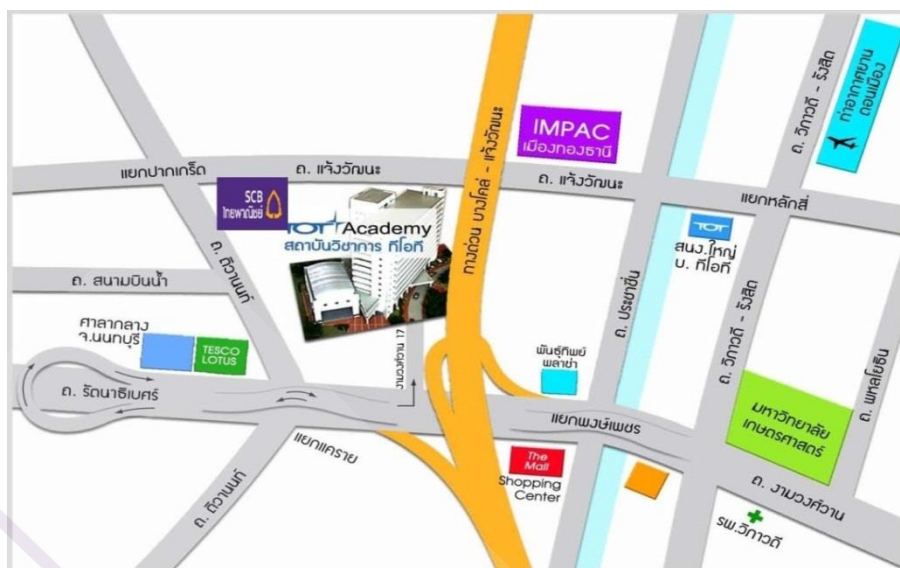 ถ. วิภาวดี - รังสิต
ท่าอากาศยาน
ดอนเมือง
IMPAC
เมืองทองธานี
แยกปากเกร็ด
ถ. แจ้งวัฒนะ
ทางด่วน บางโคล่ - แจ้งวัฒนะ
ถ. แจ้งวัฒนะ
แยกหลักสี่
SCB
ไทยพาณิชย์
TOT Academy
สถาบันวิชาการ ทีโอที
TOT
สนง.ใหญ่
บ. ทีโอที
ถ. ติวานนท์
ถ. สนามบินน้ำ
ถ. ประชาชื่น
ถ. วิภาวดี - รังสิต
ศาลากลาง
จ.นนทบุรี
TESCO
LOTUS
งามวงศ์วาน 17
พันธุ์ทิพย์
พลาซ่า
ถ. พหลโยธิน
ถ. รัตนาธิเบศร์
มหาวิทยาลัย
เกษตรศาสตร์
แยกพงษ์เพชร
แยกแคราย
The
Mall
Shopping
Center
ถ. งามวงศ์วาน
ถ. ติวานนท์
รพ.วิภาวดี